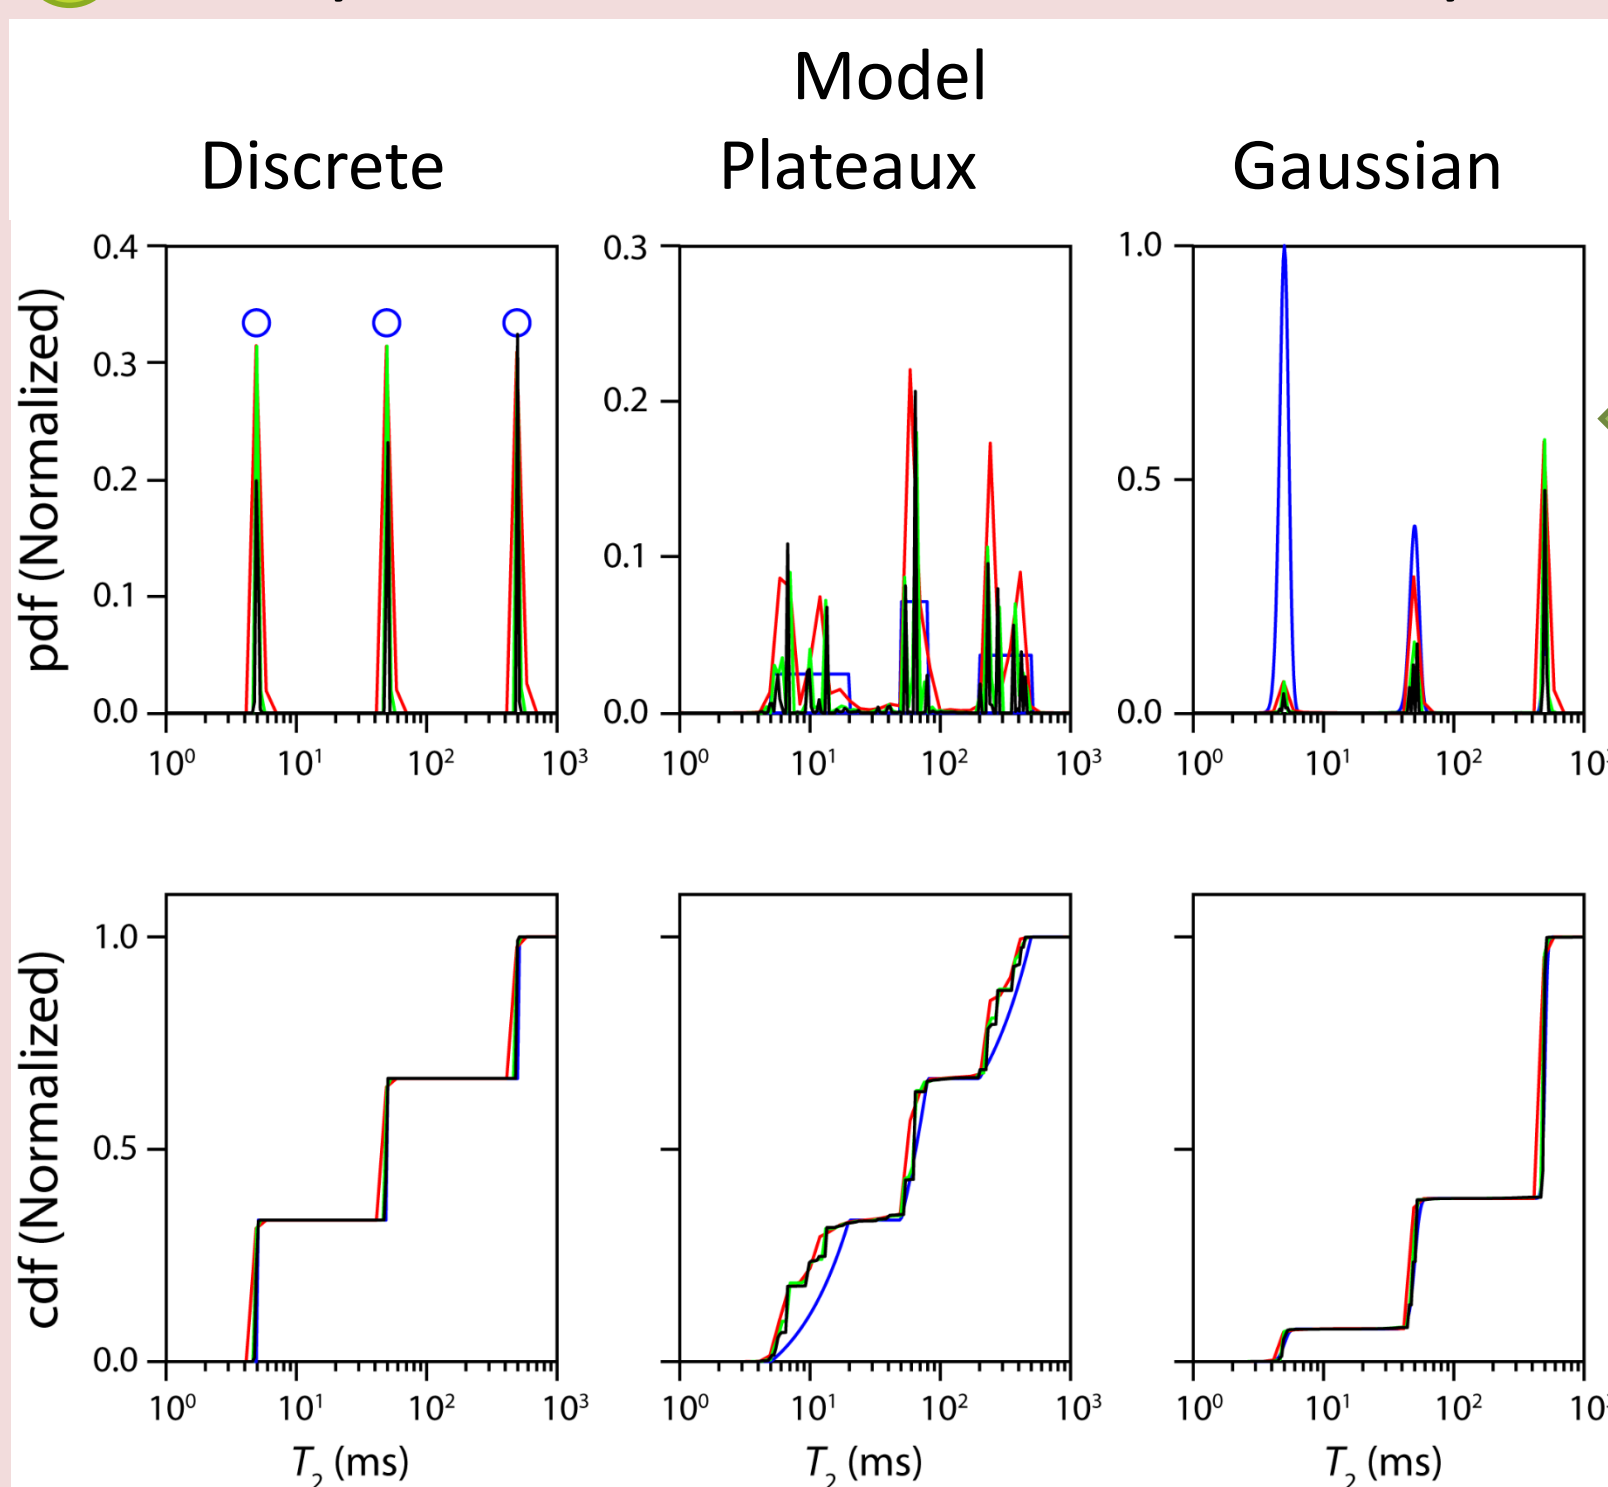 Model
Discrete Plateaux Gaussian
pdf (Normalized)
0.4
0.3
0.2
0.1
0.0
10⁰ 10¹ 10² 10³
0.3
0.2
0.1
0.0
10⁰ 10¹ 10² 10³
1.0
0.5
0.0
10⁰ 10¹ 10² 10
cdf (Normalized)
1.0
0.5
0.0
10⁰ 10¹ 10² 10³
10⁰ 10¹ 10² 10³
10⁰ 10¹ 10² 10
T₂ (ms) T₂ (ms) T₂ (ms)